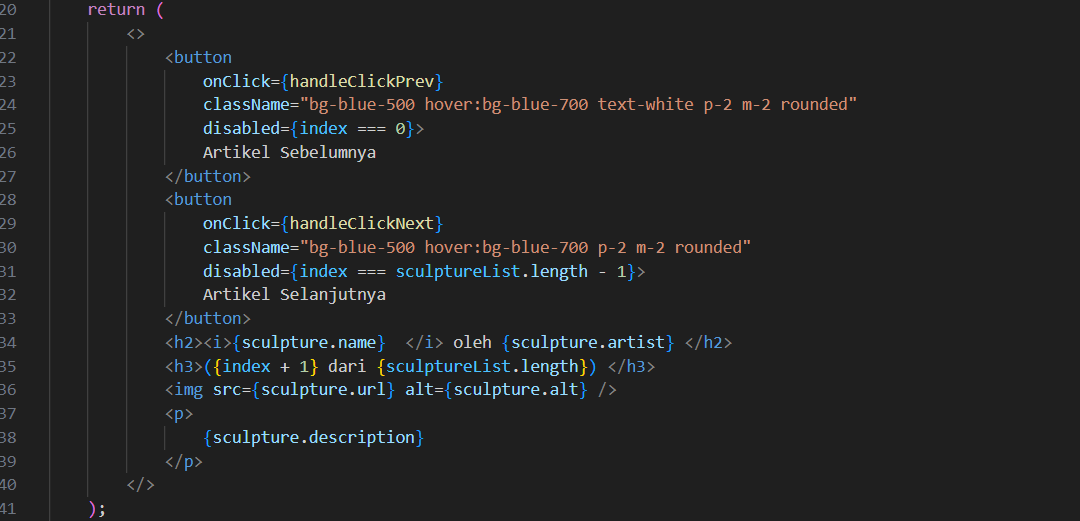 20 return (
21 <>
22 <button
23 onClick={handleClickPrev}
24 className="bg-blue-500 hover:bg-blue-700 text-white p-2 m-2 rounded"
25 disabled={index === 0}>
26 Artikel Sebelumnya
27 </button>
28 <button
29 onClick={handleClickNext}
30 className="bg-blue-500 hover:bg-blue-700 p-2 m-2 rounded"
31 disabled={index === sculptureList.length - 1}>
32 Artikel Selanjutnya
33 </button>
34 <h2><i>{sculpture.name}  </i> oleh {sculpture.artist} </h2>
35 <h3>({index + 1} dari {sculptureList.length}) </h3>
36 <img src={sculpture.url} alt={sculpture.alt} />
37 <p>
38 {sculpture.description}
39 </p>
40 </>
41 );